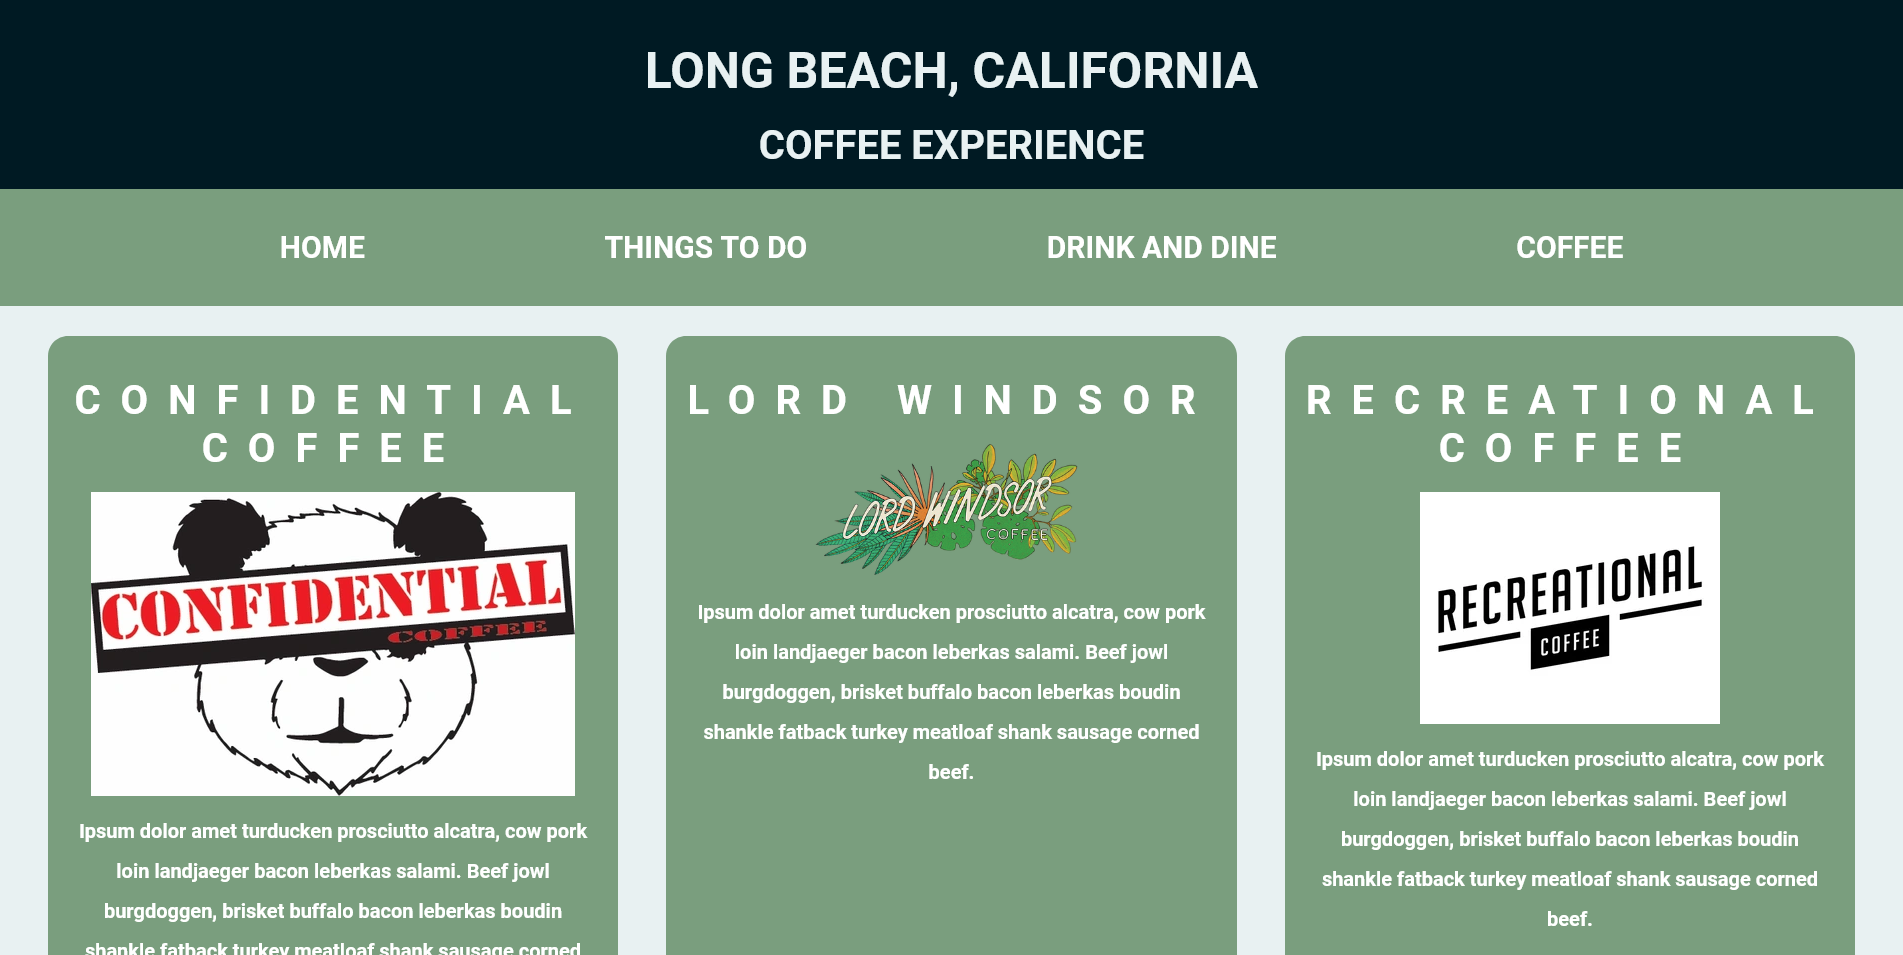 LONG BEACH, CALIFORNIA
COFFEE EXPERIENCE
HOME
THINGS TO DO
DRINK AND DINE
COFFEE
CONFIDENTIAL
COFFEE
CONFIDENTIAL
COFFEE
Ipsum dolor amet turducken prosciutto alcatra, cow pork
loin landjaeger bacon leberkas salami. Beef jowl
burgdoggen, brisket buffalo bacon leberkas boudin
shankle fatback turkey meatloaf shank sausage corned
LORD WINDSOR
LORD WINDSOR
COFFEE
Ipsum dolor amet turducken prosciutto alcatra, cow pork
loin landjaeger bacon leberkas salami. Beef jowl
burgdoggen, brisket buffalo bacon leberkas boudin
shankle fatback turkey meatloaf shank sausage corned
beef.
RECREATIONAL
COFFEE
RECREATIONAL
COFFEE
Ipsum dolor amet turducken prosciutto alcatra, cow pork
loin landjaeger bacon leberkas salami. Beef jowl
burgdoggen, brisket buffalo bacon leberkas boudin
shankle fatback turkey meatloaf shank sausage corned
beef.